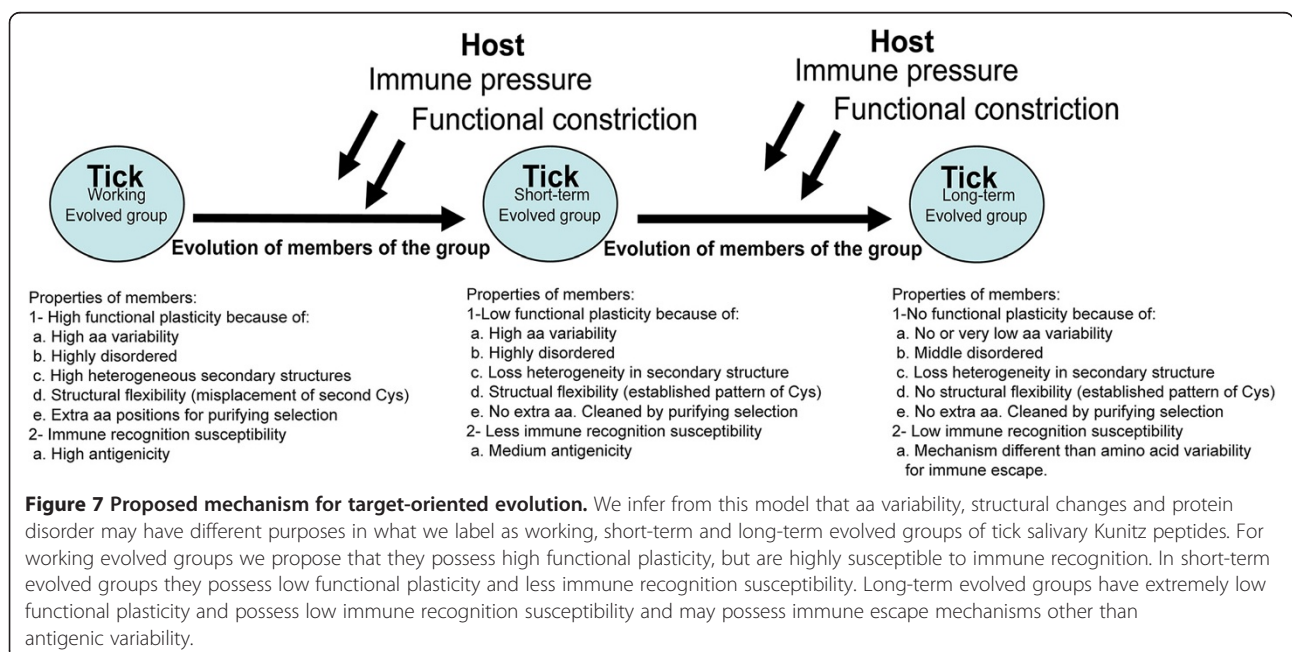 Host
Immune pressure
Functional constriction
Host
Immune pressure
Functional constriction
Tick
Working
Evolved group
Evolution of members of the group
Tick
Short-term
Evolved group
Evolution of members of the group
Tick
Long-term
Evolved group
Properties of members:
1- High functional plasticity because of:
a. High aa variability
b. Highly disordered
c. High heterogeneous secondary structures
d. Structural flexibility (misplacement of second Cys)
e. Extra aa positions for purifying selection
2- Immune recognition susceptibility
a. High antigenicity
Properties of members:
1-Low functional plasticity because of:
a. High aa variability
b. Highly disordered
c. Loss heterogeneity in secondary structure
d. Structual flexibility (established pattern of Cys)
e. No extra aa. Cleaned by purifying selection
2- Less immune recognition susceptibility
a. Medium antigenicity
Properties of members:
1-No functional plasticity because of:
a. No or very low aa variability
b. Middle disordered
c. Loss heterogeneity in secondary structure
d. No structural flexibility (established pattern of Cys)
e. No extra aa. Cleaned by purifying selection
2- Low immune recognition susceptibility
a. Mechanism different than amino acid variability
for immune escape.
Figure 7 Proposed mechanism for target-oriented evolution. We infer from this model that aa variability, structural changes and protein
disorder may have different purposes in what we label as working, short-term and long-term evolved groups of tick salivary Kunitz peptides. For
working evolved groups we propose that they possess high functional plasticity, but are highly susceptible to immune recognition. In short-term
evolved groups they possess low functional plasticity and less immune recognition susceptibility. Long-term evolved groups have extremely low
functional plasticity and possess low immune recognition susceptibility and may possess immune escape mechanisms other than
antigenic variability.